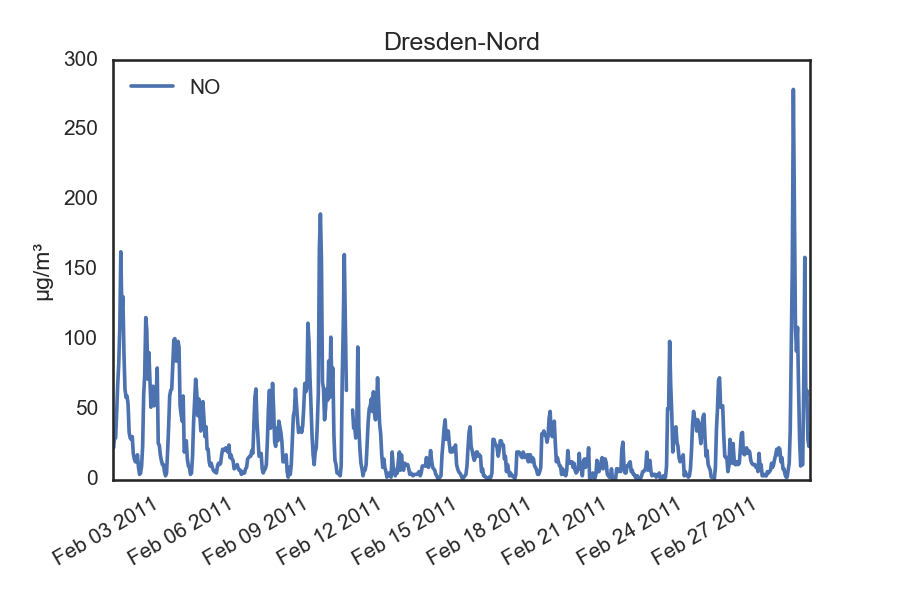 Dresden-Nord
300
NO
250
200
150
100
50
0
µg/m³
Feb 03 2011
Feb 06 2011
Feb 09 2011
Feb 12 2011
Feb 15 2011
Feb 18 2011
Feb 21 2011
Feb 24 2011
Feb 27 2011